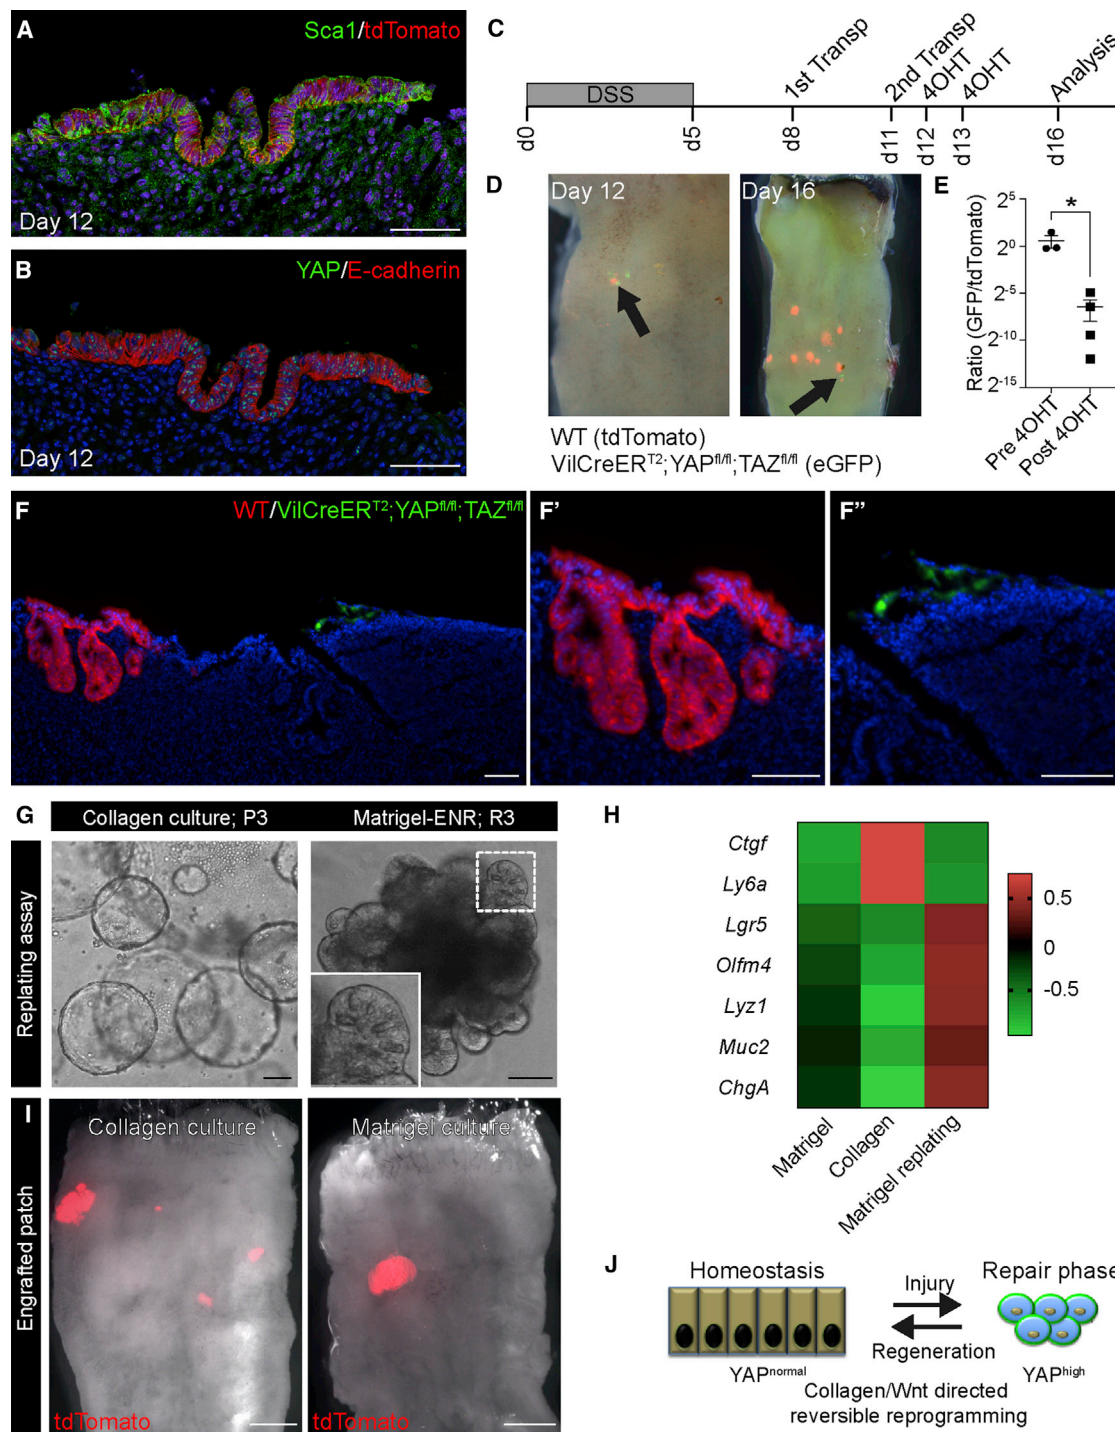 A
Sca1/tdTomato
Day 12
B
YAP/E-cadherin
Day 12
C
DSS
1st Transp
2nd Transp
4OHT
4OHT
Analysis
d0
d5
d8
d11
d12
d13
d16
D
Day 12
Day 16
WT (tdTomato)
VilCreER^T2;YAP^fl/fl;TAZ^fl/fl (eGFP)
E
*
Ratio (GFP/tdTomato)
2^5
2^0
2^-5
2^-10
2^-15
Pre 4OHT
Post 4OHT
F
WT/VilCreER^T2;YAP^fl/fl;TAZ^fl/fl
F'
F"
G
Collagen culture; P3
Matrigel-ENR; R3
Replating assay
H
Ctgf
Ly6a
Lgr5
Olfm4
Lyz1
Muc2
ChgA
Matrigel
Collagen
Matrigel replating
0.5
0
-0.5
I
Engrafted patch
Collagen culture
Matrigel culture
tdTomato
tdTomato
J
Homeostasis
Injury
Repair phase
Regeneration
YAP^normal
YAP^high
Collagen/Wnt directed
reversible reprogramming